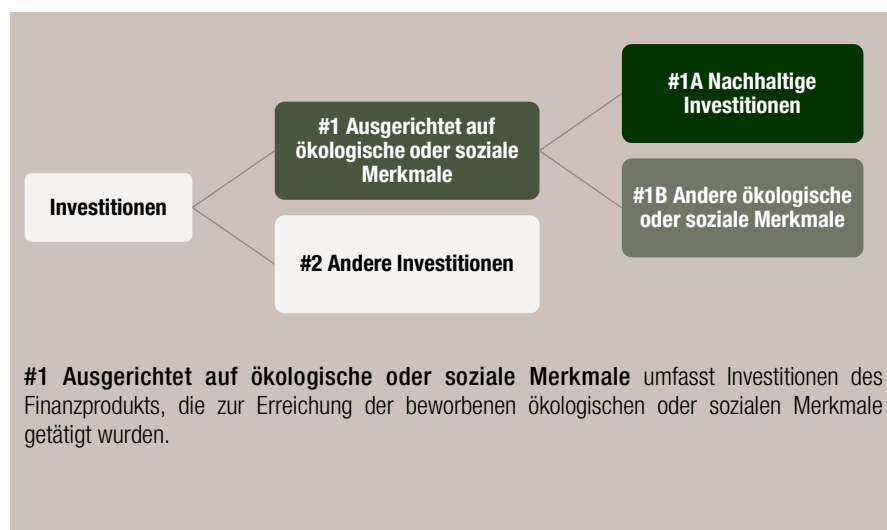 Investitionen
#1 Ausgerichtet auf
ökologische oder soziale
Merkmale
#2 Andere Investitionen
#1A Nachhaltige
Investitionen
#1B Andere ökologische
oder soziale Merkmale
#1 Ausgerichtet auf ökologische oder soziale Merkmale umfasst Investitionen des
Finanzprodukts, die zur Erreichung der beworbenen ökologischen oder sozialen Merkmale
getätigt wurden.